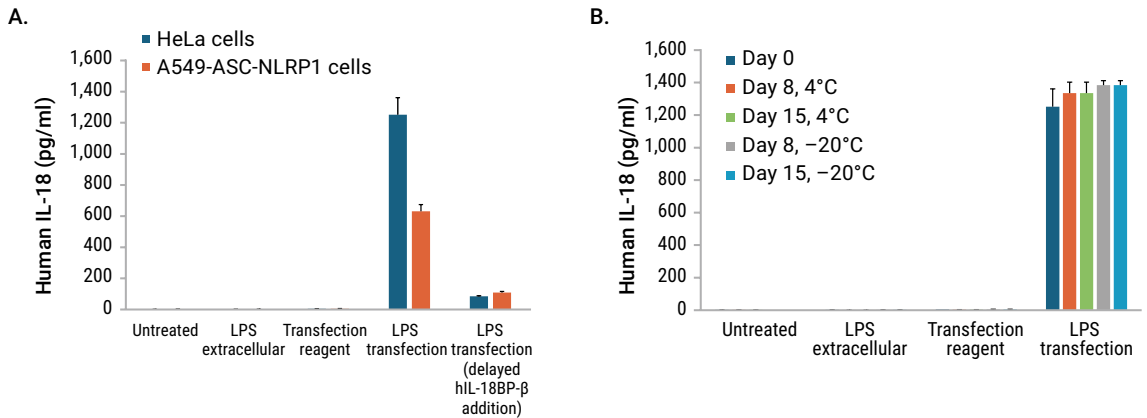 A.
HeLa cells
A549-ASC-NLRP1 cells
Human IL-18 (pg/ml)
1,600
1,400
1,200
1,000
800
600
400
200
0
Untreated
LPS
extracellular
Transfection
reagent
LPS
transfection
LPS
transfection
(delayed
hIL-18BP-β
addition)
B.
Day 0
Day 8, 4°C
Day 15, 4°C
Day 8, –20°C
Day 15, –20°C
Human IL-18 (pg/ml)
1,600
1,400
1,200
1,000
800
600
400
200
0
Untreated
LPS
extracellular
Transfection
reagent
LPS
transfection